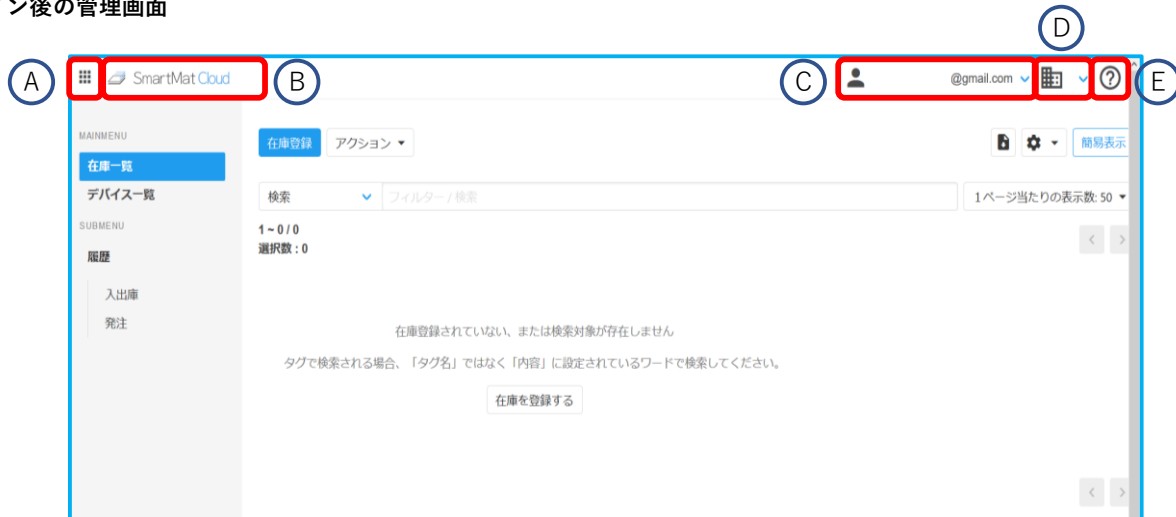 ン後の管理画面
D
A
SmartMat Cloud
B
C
@gmail.com
E
MAINMENU
在庫登録
アクション
簡易表示
在庫一覧
デバイス一覧
検索
フィルター / 検索
1 ページ当たりの表示数: 50
SUBMENU
1 ~ 0 / 0
選択数 : 0
履歴
入出庫
発注
在庫登録されていない、または検索対象が存在しません
タグで検索される場合、「タグ名」ではなく「内容」に設定されているワードで検索してください。
在庫を登録する